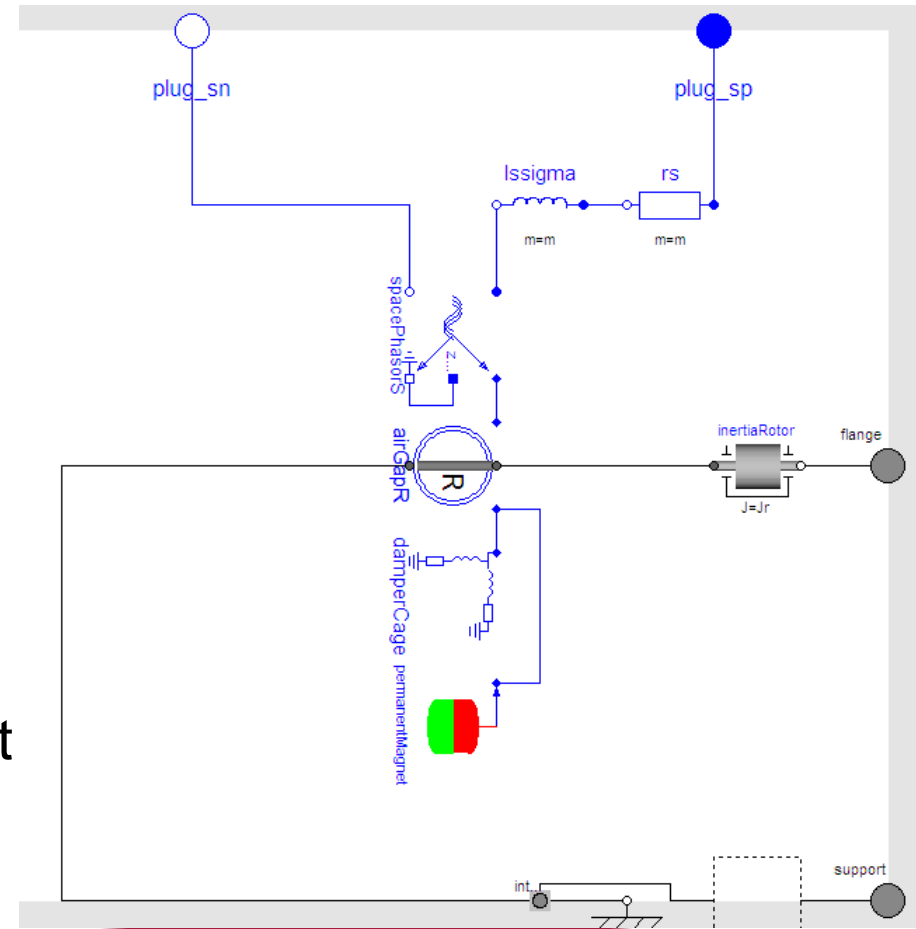 plug_sn
plug_sp
lssigma
rs
m=m
m=m
spacePhasorS
z...
airGapR
R
inertiaRotor
flange
J=Jr
damperCage
permanentMagnet
t
support
int...